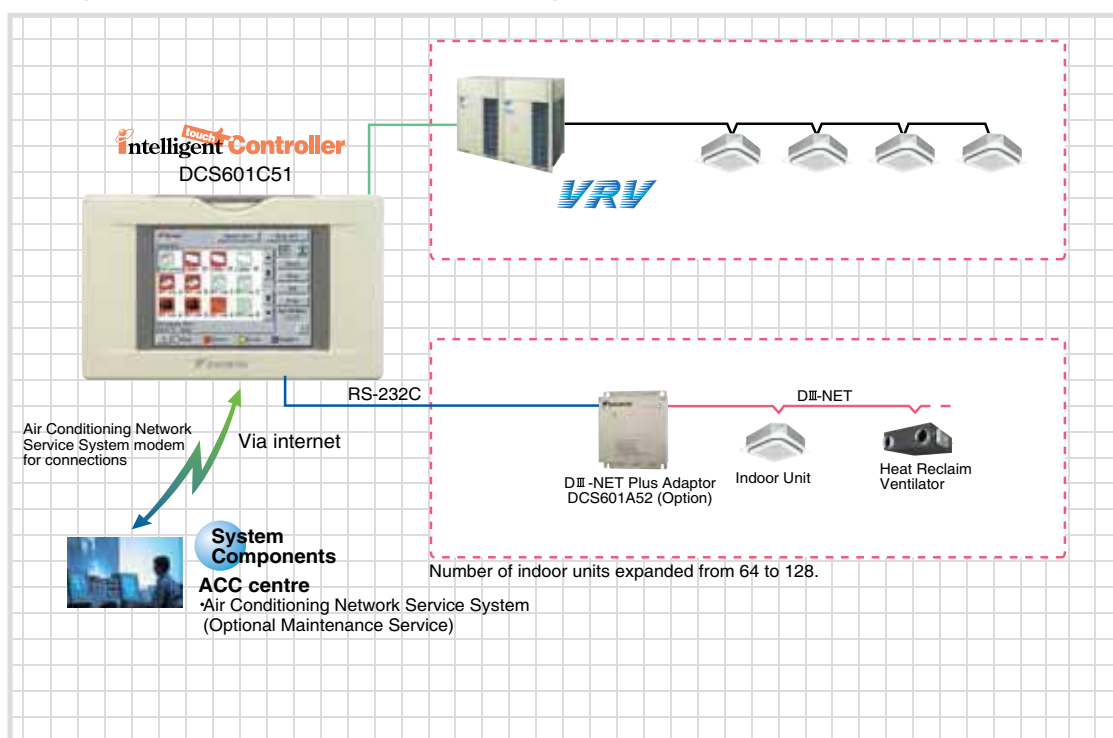 intelligent touch Controller
DCS601C51
VRV
DAIKIN
RS-232C
DⅢ-NET
Air Conditioning Network
Service System modem
for connections
Via internet
DⅢ-NET Plus Adaptor
DCS601A52 (Option)
Indoor Unit
Heat Reclaim
Ventilator
System
Components
ACC centre
•Air Conditioning Network Service System
(Optional Maintenance Service)
Number of indoor units expanded from 64 to 128.